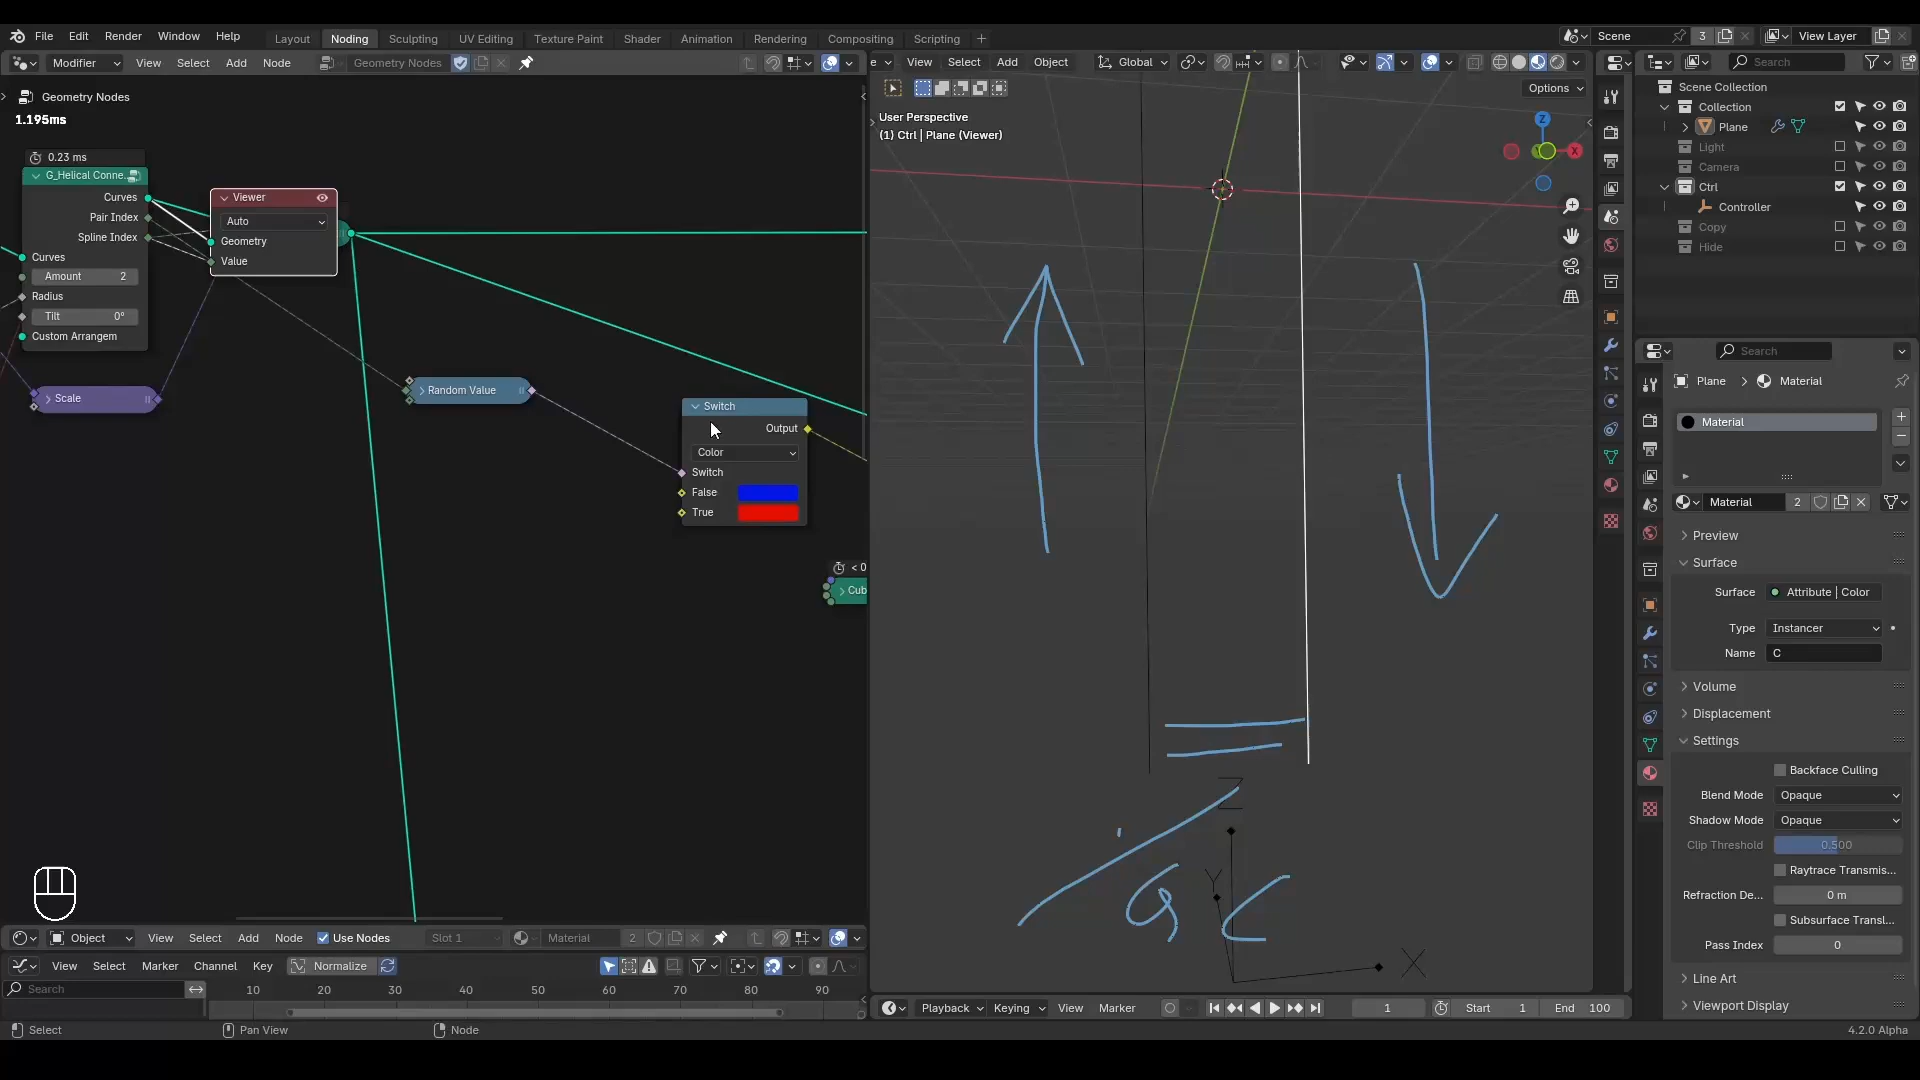 File Edit Render Window Help Layout Noding Sculpting UV Editing Texture Paint Shader Animation Rendering Compositing Scripting + Scene 3 View Layer
Modifier View Select Add Node Geometry Nodes
View Select Add Object Global
Search
Geometry Nodes
1.195ms
0.23 ms
G_Helical Conne...
Curves
Pair Index
Spline Index
Curves
Amount 2
Radius
Tilt 0°
Custom Arrangem
Scale
Viewer
Auto
Geometry
Value
Random Value
Switch
Output
Color
Switch
False
True
< 0
Cub
Options
User Perspective
(1) Ctrl | Plane (Viewer)
Z
X
Z
Y
X
Scene Collection
Collection
Plane
Light
Camera
Ctrl
Controller
Copy
Hide
Search
Plane > Material
Material
Material 2
Preview
Surface
Surface Attribute | Color
Type Instancer
Name C
Volume
Displacement
Settings
Backface Culling
Blend Mode Opaque
Shadow Mode Opaque
Clip Threshold 0.500
Raytrace Transmis...
Refraction De... 0 m
Subsurface Transl...
Pass Index 0
Line Art
Viewport Display
Object View Select Add Node Use Nodes Slot 1 Material 2
View Select Marker Channel Key Normalize
Search
10 20 30 40 50 60 70 80 90
Playback Keying View Marker 1 Start 1 End 100
Select Pan View Node 4.2.0 Alpha